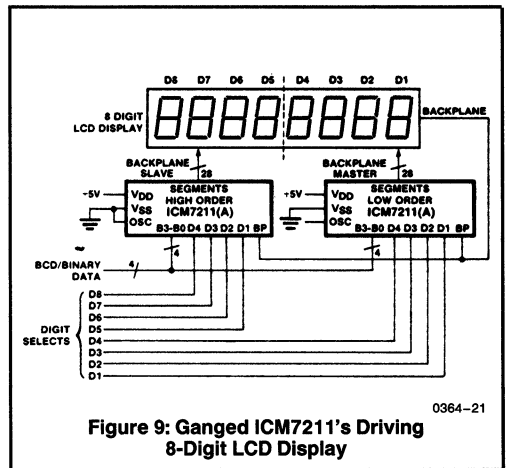 D8 D7 D6 D5 D4 D3 D2 D1
8 DIGIT
LCD DISPLAY
BACKPLANE
BACKPLANE
SLAVE
28
BACKPLANE
MASTER
28
+5V
VDD
VSS
OSC
SEGMENTS
HIGH ORDER
ICM7211(A)
B3-B0 D4 D3 D2 D1 BP
+5V
VDD
VSS
OSC
SEGMENTS
LOW ORDER
ICM7211(A)
B3-B0 D4 D3 D2 D1 BP
4
4
BCD/BINARY
DATA
4
DIGIT
SELECTS
D8
D7
D6
D5
D4
D3
D2
D1
0364-21
Figure 9: Ganged ICM7211's Driving
8-Digit LCD Display